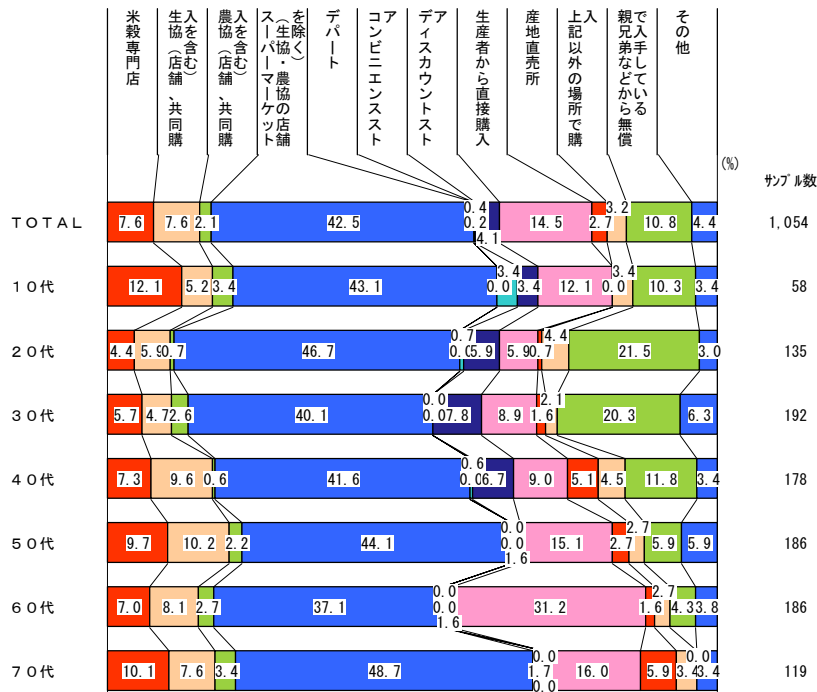 米穀専門店
生協（店舗、共同購
入を含む）
農協（店舗、共同購
入を含む）
スーパーマーケット
（生協・農協の店舗
を除く）
デパート
コンビニエンススト
ア
ディスカウントスト
ア
生産者から直接購入
産地直売所
上記以外の場所で購
入
親兄弟などから無償
で入手している
その他
(%)
ｻﾝﾌﾟﾙ数
ＴＯＴＡＬ 7.6 7.6 2.1 42.5 0.4 0.2 4.1 14.5 2.7 3.2 10.8 4.4 1,054
１０代 12.1 5.2 3.4 43.1 0.0 3.4 3.4 12.1 0.0 3.4 10.3 3.4 58
２０代 4.4 5.9 0.7 46.7 0.7 0.0 5.9 5.9 0.7 4.4 21.5 3.0 135
３０代 5.7 4.7 2.6 40.1 0.0 0.0 7.8 8.9 1.6 2.1 20.3 6.3 192
４０代 7.3 9.6 0.6 41.6 0.6 0.0 6.7 9.0 5.1 4.5 11.8 3.4 178
５０代 9.7 10.2 2.2 44.1 0.0 0.0 1.6 15.1 2.7 2.7 5.9 5.9 186
６０代 7.0 8.1 2.7 37.1 0.0 0.0 1.6 31.2 1.6 2.7 4.3 3.8 186
７０代 10.1 7.6 3.4 48.7 0.0 1.7 0.0 16.0 5.9 3.4 0.0 3.4 119